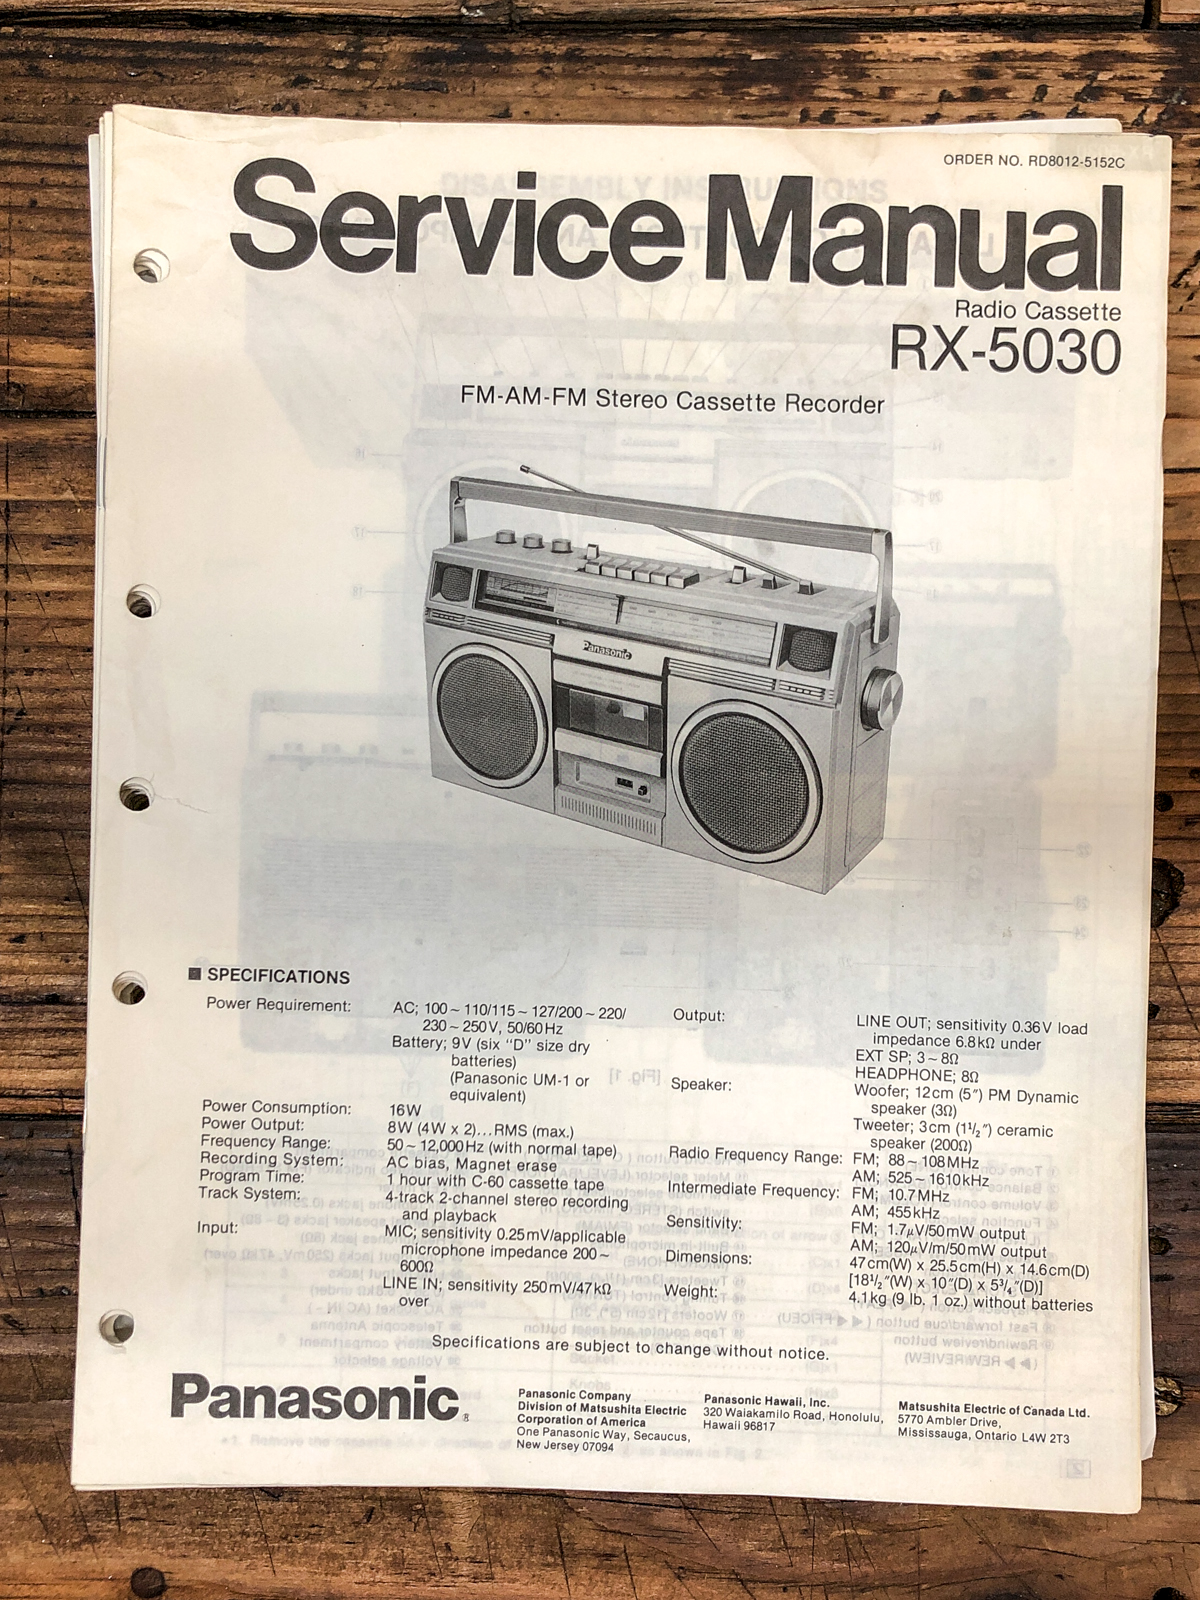 ORDER NO. RD8012-5152C
Service Manual
Radio Cassette
RX-5030
FM-AM-FM Stereo Cassette Recorder
Panasonic
■ SPECIFICATIONS
Power Requirement: AC; 100 ~ 110/115 ~ 127/200 ~ 220/
230 ~ 250V, 50/60Hz
Battery; 9V (six "D" size dry
batteries)
(Panasonic UM-1 or
equivalent)
Power Consumption: 16W
Power Output: 8W (4W x 2)...RMS (max.)
Frequency Range: 50 ~ 12,000Hz (with normal tape)
Recording System: AC bias, Magnet erase
Program Time: 1 hour with C-60 cassette tape
Track System: 4-track 2-channel stereo recording
and playback
Input: MIC; sensitivity 0.25mV/applicable
microphone impedance 200 ~
600Ω
LINE IN; sensitivity 250mV/47kΩ
over
Output: LINE OUT; sensitivity 0.36V load
impedance 6.8kΩ under
EXT SP; 3 ~ 8Ω
HEADPHONE; 8Ω
Speaker: Woofer; 12cm (5") PM Dynamic
speaker (3Ω)
Tweeter; 3cm (1 1/2") ceramic
speaker (200Ω)
Radio Frequency Range: FM; 88 ~ 108MHz
AM; 525 ~ 1610kHz
Intermediate Frequency: FM; 10.7MHz
AM; 455kHz
Sensitivity: FM; 1.7μV/50mW output
AM; 120μV/m/50mW output
Dimensions: 47cm(W) x 25.5cm(H) x 14.6cm(D)
[18 1/2"(W) x 10"(D) x 5 3/4"(D)]
Weight: 4.1kg (9 lb. 1 oz.) without batteries
Specifications are subject to change without notice.
Panasonic®
Panasonic Company
Division of Matsushita Electric
Corporation of America
One Panasonic Way, Secaucus,
New Jersey 07094
Panasonic Hawaii, Inc.
320 Waiakamilo Road, Honolulu,
Hawaii 96817
Matsushita Electric of Canada Ltd.
5770 Ambler Drive,
Mississauga, Ontario L4W 2T3